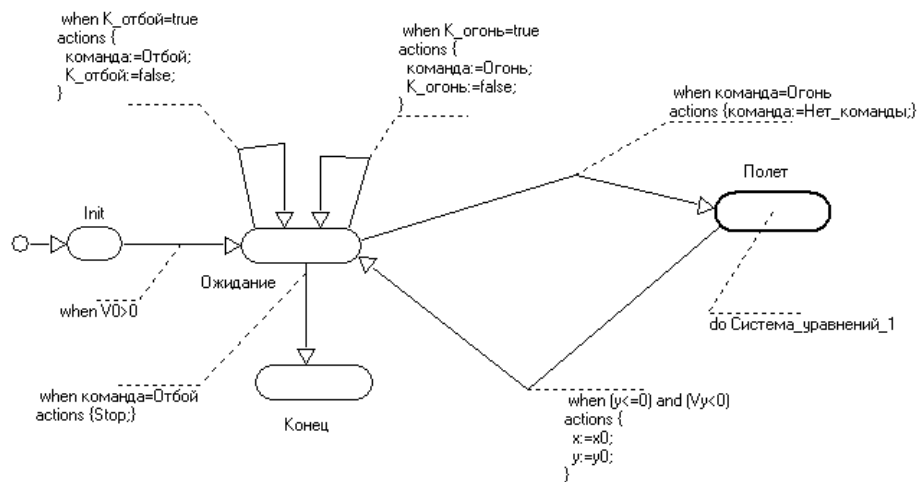 when K_отбой=true
actions {
команда:=Отбой;
K_отбой:=false;
}
when K_огонь=true
actions {
команда:=Огонь;
K_огонь:=false;
}
when команда=Огонь
actions {команда:=Нет_команды;}
Полет
Init
Ожидание
when V0>0
do Система_уравнений_1
when команда=Отбой
actions {Stop;}
Конец
when (y<=0) and (Vy<0)
actions {
x:=x0;
y:=y0;
}